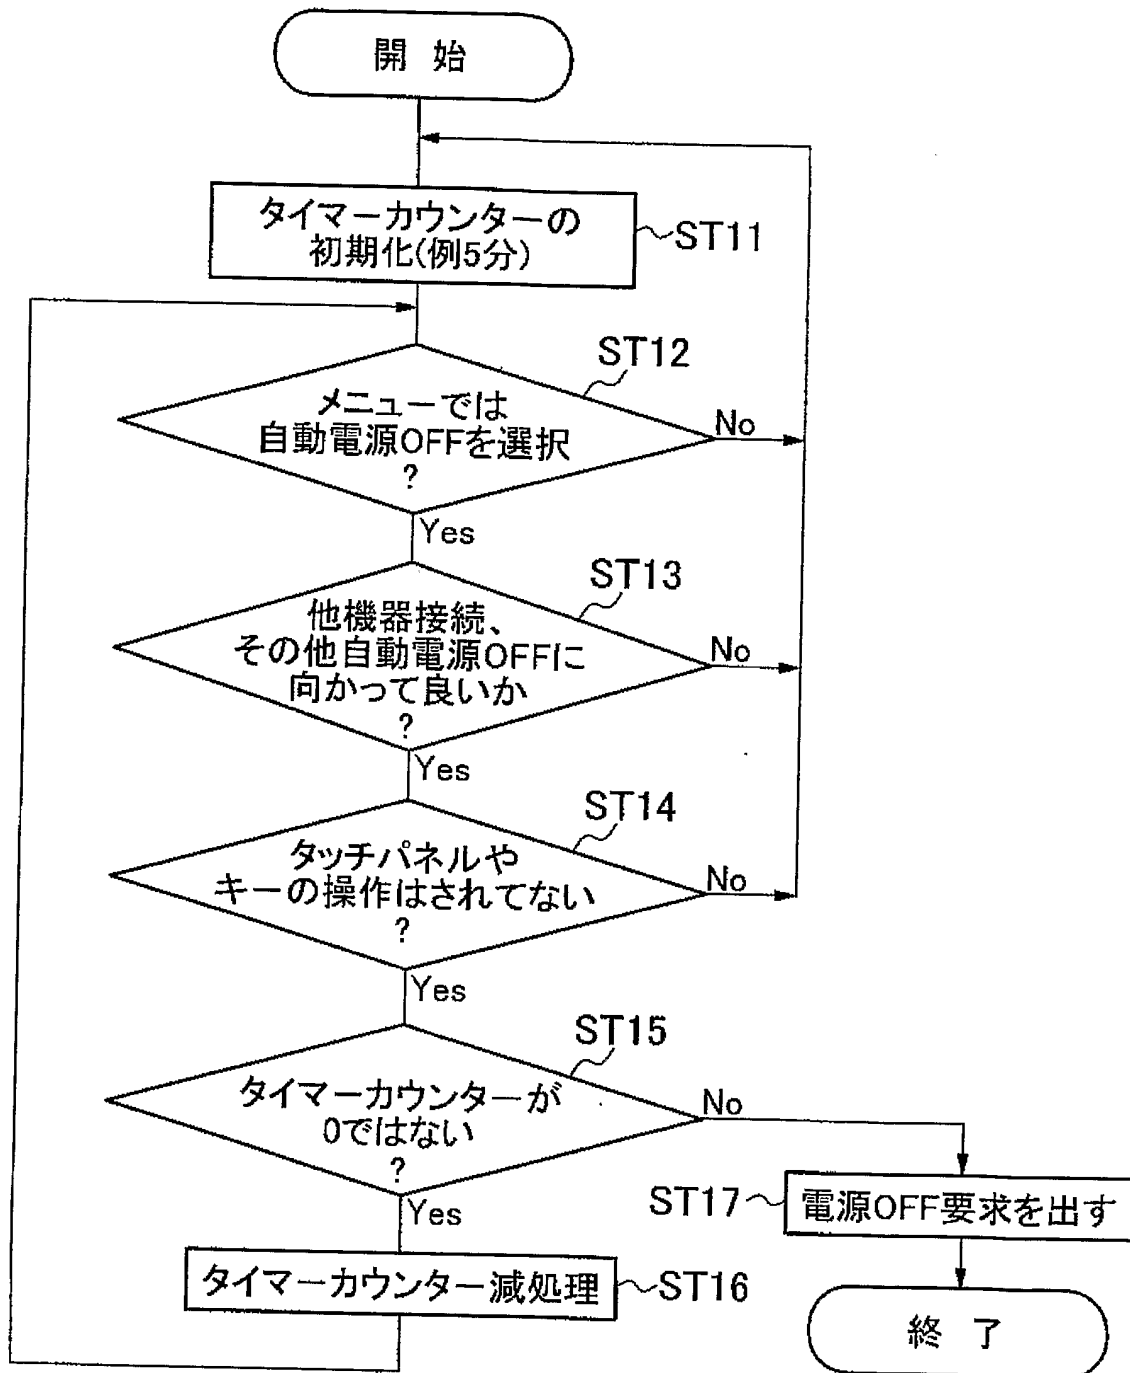 開始
タイマーカウンターの
初期化(例5分)
ST11
ST12
メニューでは
自動電源OFFを選択
?
No
Yes
ST13
他機器接続、
その他自動電源OFFに
向かって良いか
?
No
Yes
ST14
タッチパネルや
キーの操作はされてない
?
No
Yes
ST15
タイマーカウンターが
0ではない
?
No
Yes
ST17
電源OFF要求を出す
タイマーカウンター減処理
ST16
終了